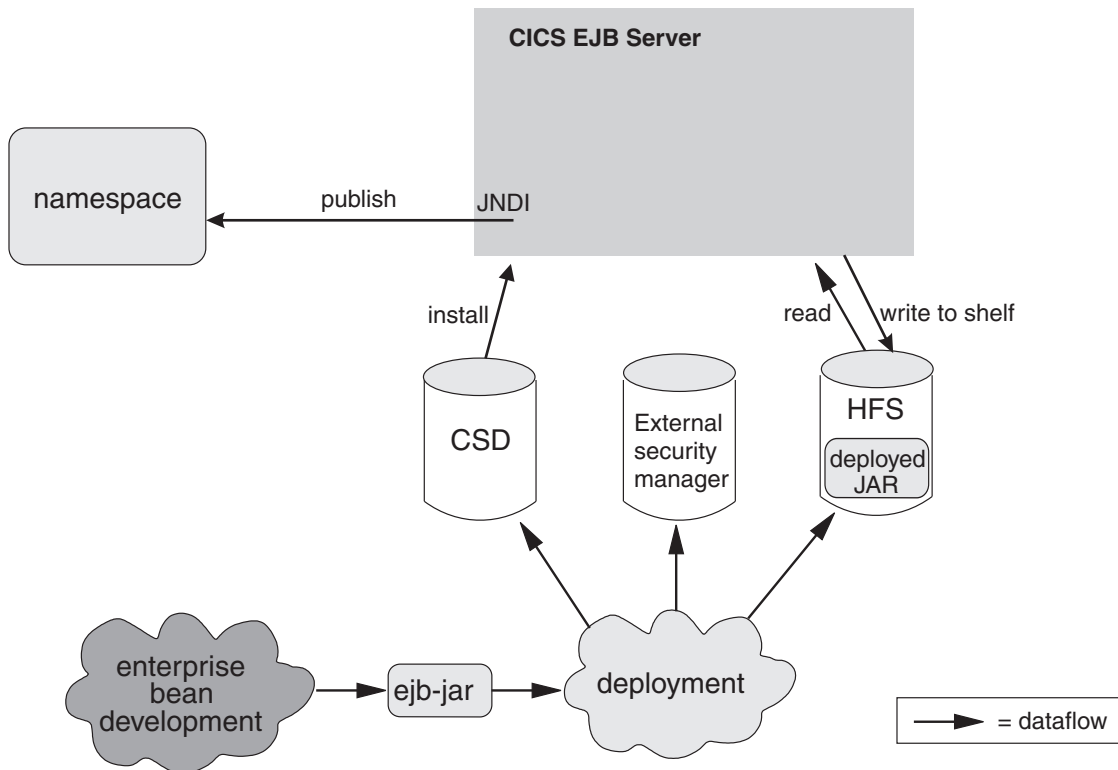 CICS EJB Server
namespace
publish
JNDI
install
read
write to shelf
CSD
External
security
manager
HFS
deployed
JAR
enterprise
bean
development
ejb-jar
deployment
= dataflow